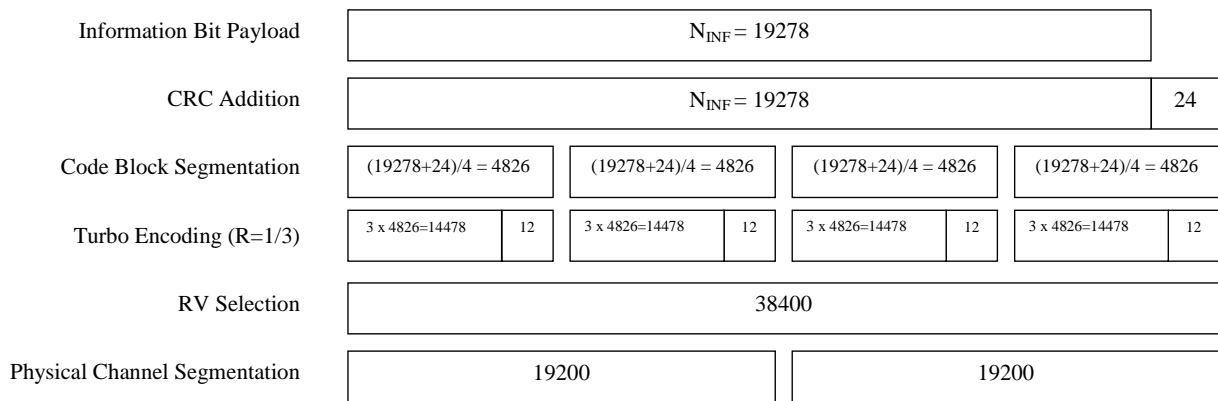 Information Bit Payload N_INF = 19278
CRC Addition N_INF = 19278 24
Code Block Segmentation (19278+24)/4 = 4826 (19278+24)/4 = 4826 (19278+24)/4 = 4826 (19278+24)/4 = 4826
Turbo Encoding (R=1/3) 3 x 4826=14478 12 3 x 4826=14478 12 3 x 4826=14478 12 3 x 4826=14478 12
RV Selection 38400
Physical Channel Segmentation 19200 19200